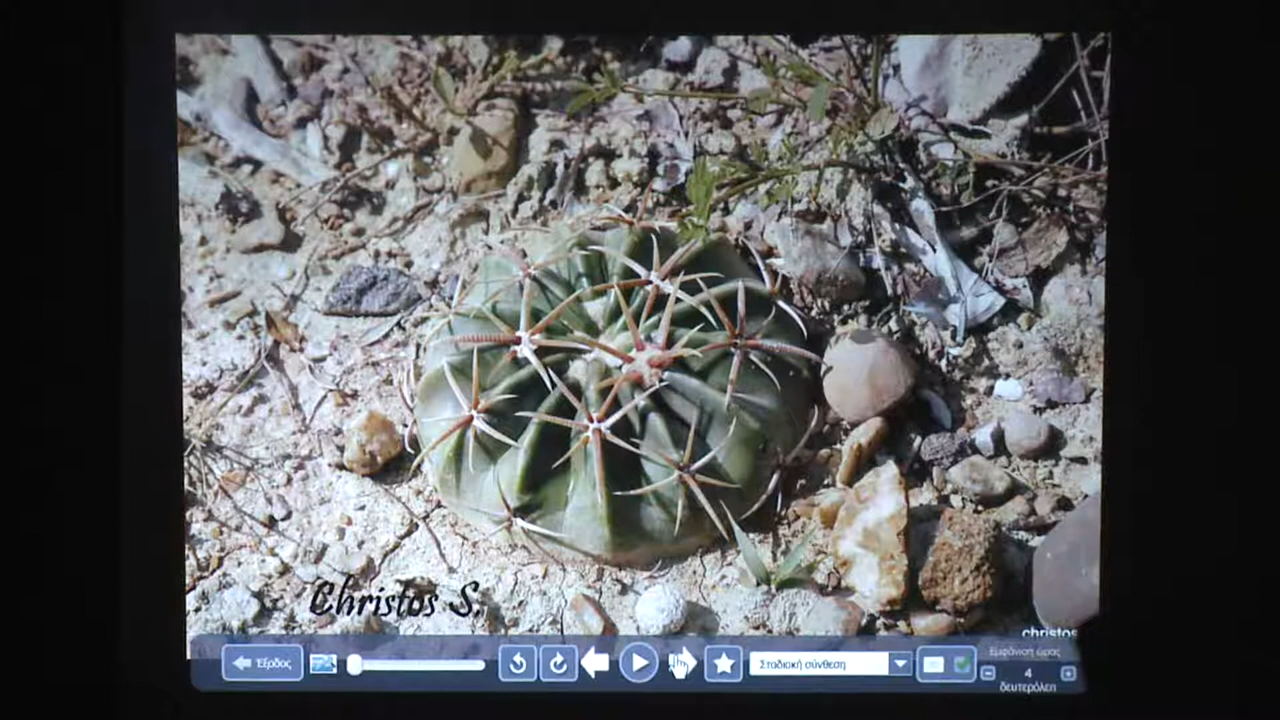 Christos S.
christos
Έξοδος
Σταδιακή σύνθεση
Εμφάνιση ώρας
4
δευτερόλεπ